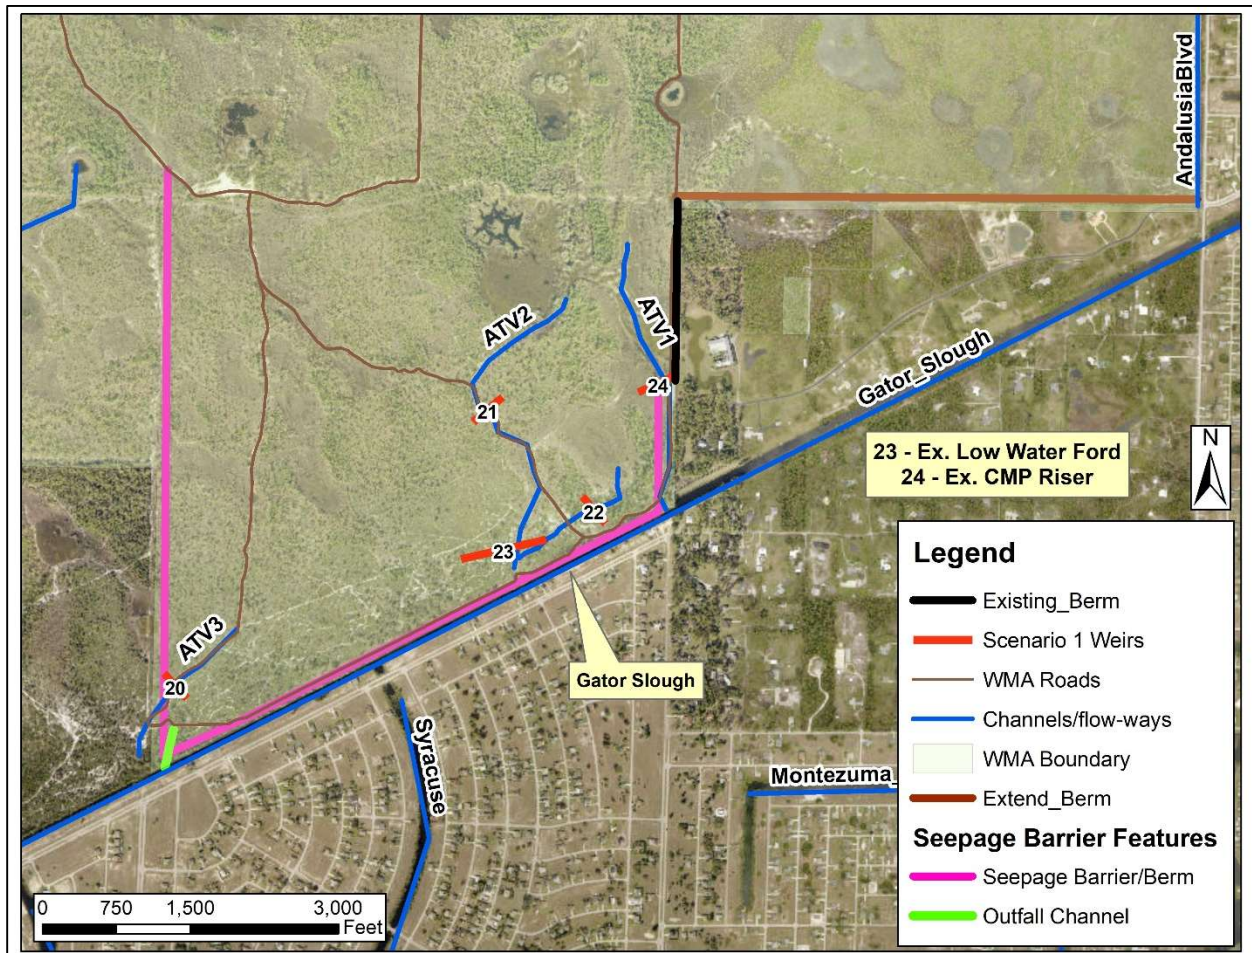 AndalusiaBlvd
ATV2
ATV1
24
21
Gator_Slough
23 - Ex. Low Water Ford
24 - Ex. CMP Riser
N
22
23
ATV3
20
Gator Slough
Syracuse
Montezuma_
Legend
Existing_Berm
Scenario 1 Weirs
WMA Roads
Channels/flow-ways
WMA Boundary
Extend_Berm
Seepage Barrier Features
Seepage Barrier/Berm
Outfall Channel
0 750 1,500 3,000
Feet